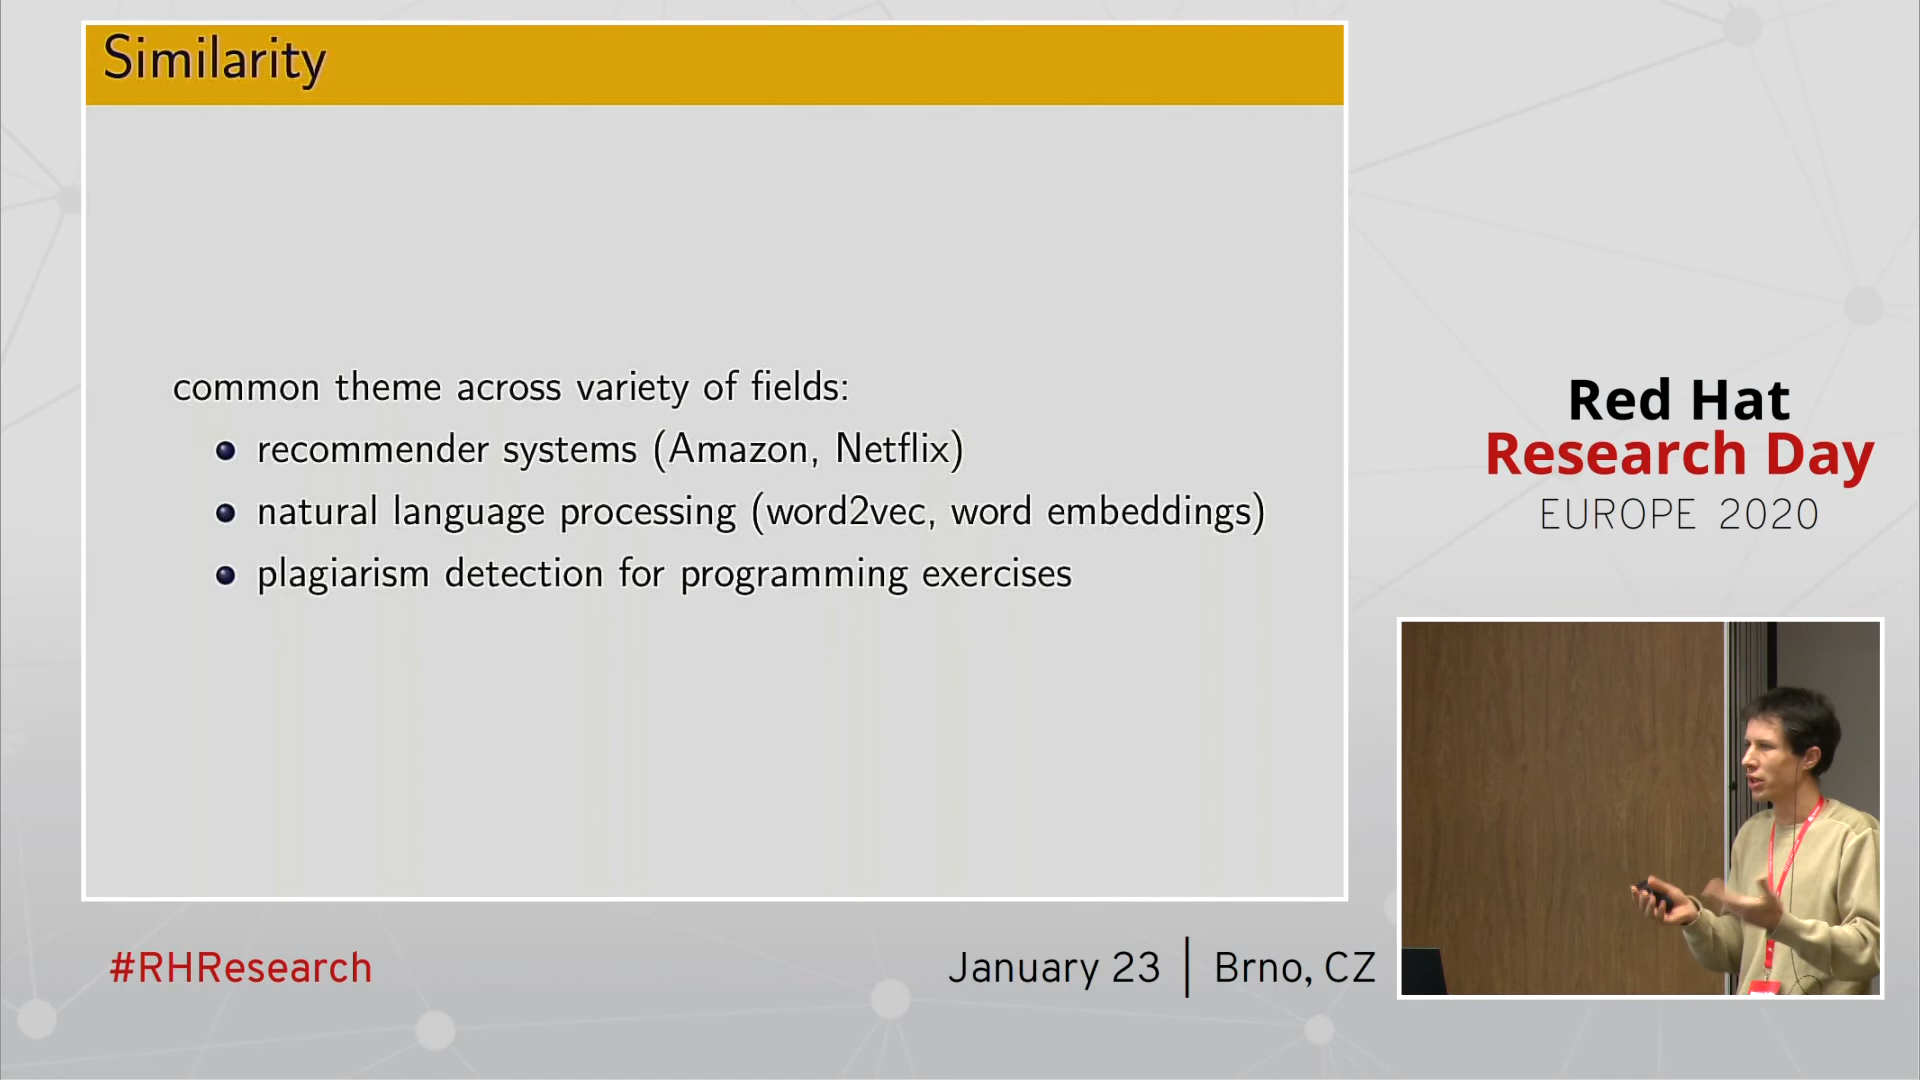 Similarity
common theme across variety of fields:
recommender systems (Amazon, Netflix)
natural language processing (word2vec, word embeddings)
plagiarism detection for programming exercises
Red Hat
Research Day
EUROPE 2020
#RHResearch
January 23 | Brno, CZ